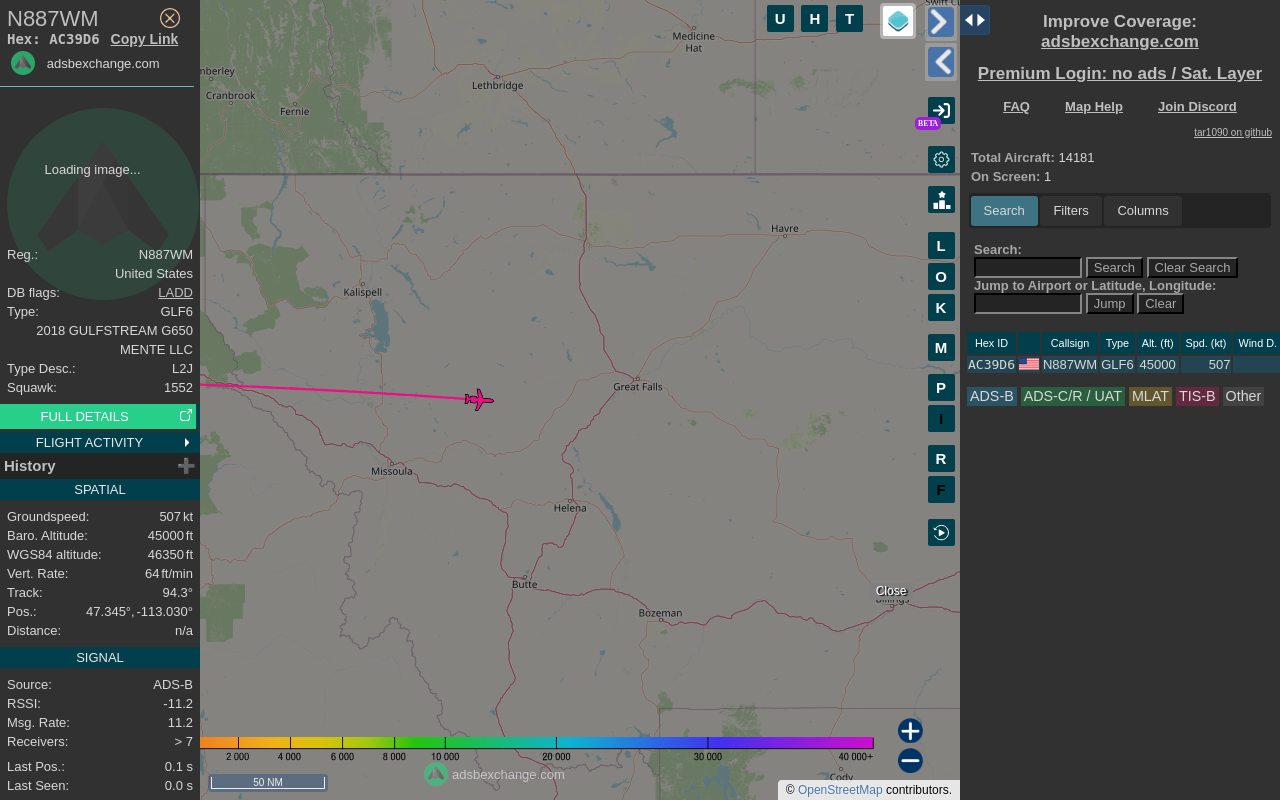 N887WM
Hex: AC39D6 Copy Link
adsbexchange.com
Loading image...
Reg.: N887WM
United States
DB flags: LADD
Type: GLF6
2018 GULFSTREAM G650
MENTE LLC
Type Desc.: L2J
Squawk: 1552
FULL DETAILS
FLIGHT ACTIVITY
History
SPATIAL
Groundspeed: 507 kt
Baro. Altitude: 45000 ft
WGS84 altitude: 46350 ft
Vert. Rate: 64 ft/min
Track: 94.3°
Pos.: 47.345°, -113.030°
Distance: n/a
SIGNAL
Source: ADS-B
RSSI: -11.2
Msg. Rate: 11.2
Receivers: > 7
Last Pos.: 0.1 s
Last Seen: 0.0 s
U H T
Medicine
Hat
Lethbridge
Cranbrook
Fernie
BETA
Havre
Kalispell
Great Falls
Missoula
Helena
Butte
Bozeman
Close
L
O
K
M
P
I
R
F
2 000 4 000 6 000 8 000 10 000 20 000 30 000 40 000+
50 NM
adsbexchange.com
Cody
© OpenStreetMap contributors.
Improve Coverage:
adsbexchange.com
Premium Login: no ads / Sat. Layer
FAQ Map Help Join Discord
tar1090 on github
Total Aircraft: 14181
On Screen: 1
Search Filters Columns
Search:
Search Clear Search
Jump to Airport or Latitude, Longitude:
Jump Clear
Hex ID Callsign Type Alt. (ft) Spd. (kt) Wind D.
AC39D6 N887WM GLF6 45000 507
ADS-B ADS-C/R / UAT MLAT TIS-B Other